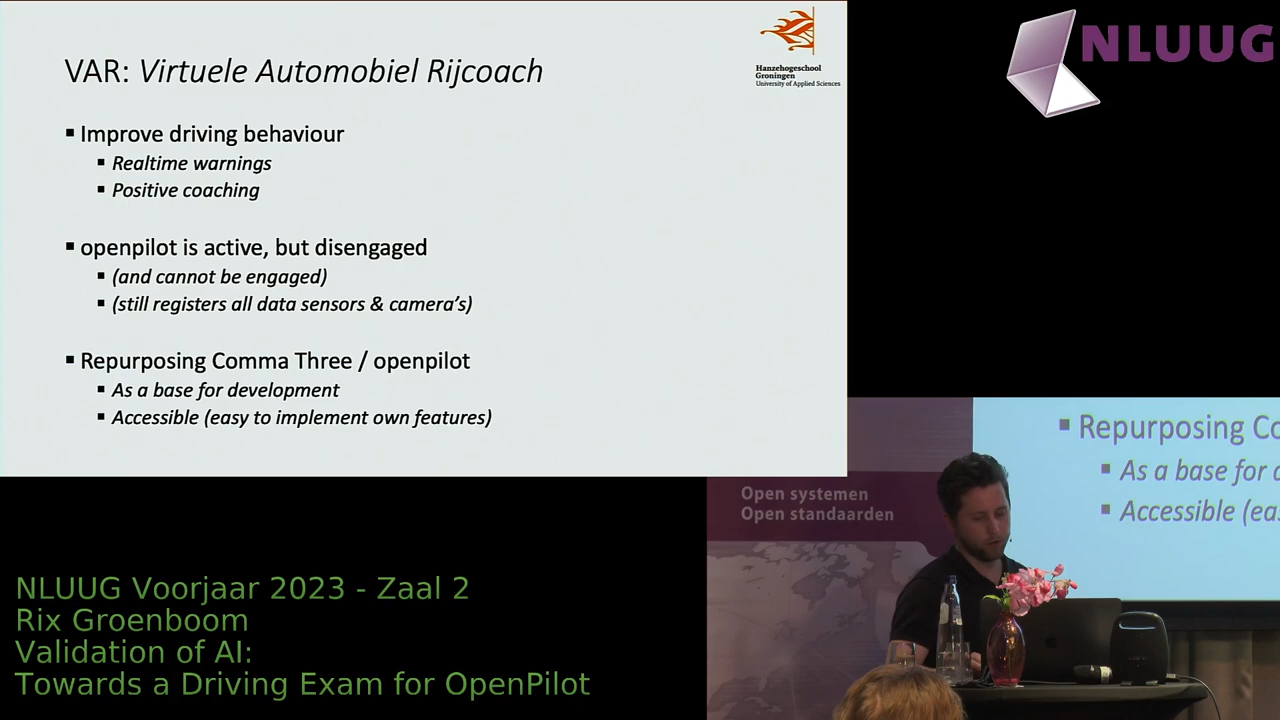 VAR: Virtuele Automobiel Rijcoach
Hanzehogeschool
Groningen
University of Applied Sciences
▪ Improve driving behaviour
▪ Realtime warnings
▪ Positive coaching
▪ openpilot is active, but disengaged
▪ (and cannot be engaged)
▪ (still registers all data sensors & camera's)
▪ Repurposing Comma Three / openpilot
▪ As a base for development
▪ Accessible (easy to implement own features)
NLUUG
▪ Repurposing Co
▪ As a base for d
▪ Accessible (eas
Open systemen
Open standaarden
NLUUG Voorjaar 2023 - Zaal 2
Rix Groenboom
Validation of AI:
Towards a Driving Exam for OpenPilot